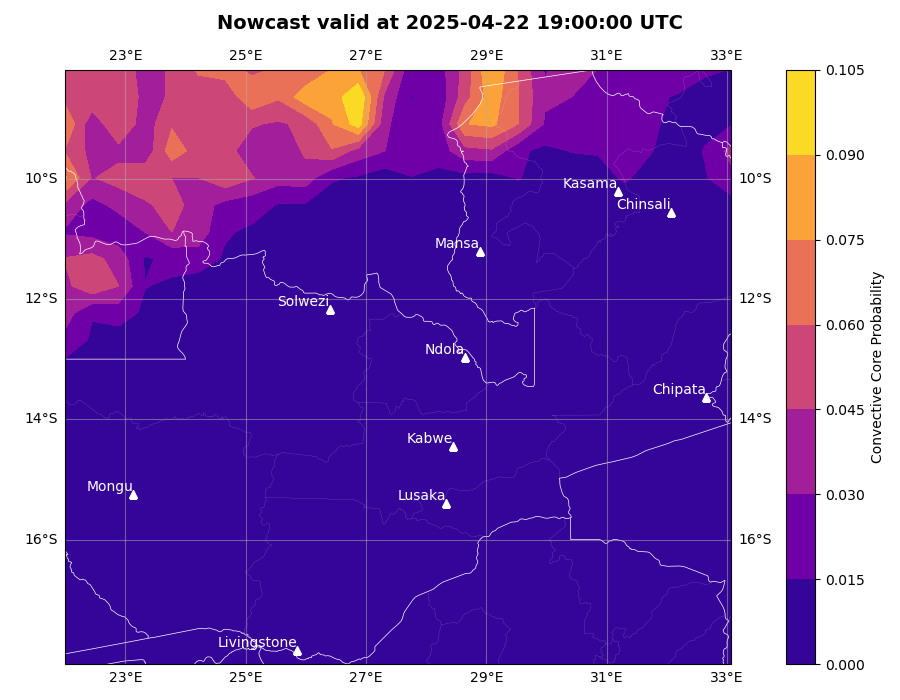 Nowcast valid at 2025-04-22 19:00:00 UTC
23°E 25°E 27°E 29°E 31°E 33°E
0.105
0.090
10°S Kasama 10°S
Chinsali
0.075
Mansa
12°S Solwezi 12°S
0.060
Ndola
Chipata
0.045
14°S 14°S
Kabwe
Mongu Lusaka
0.030
16°S 16°S
0.015
Livingstone
0.000
23°E 25°E 27°E 29°E 31°E 33°E
Convective Core Probability